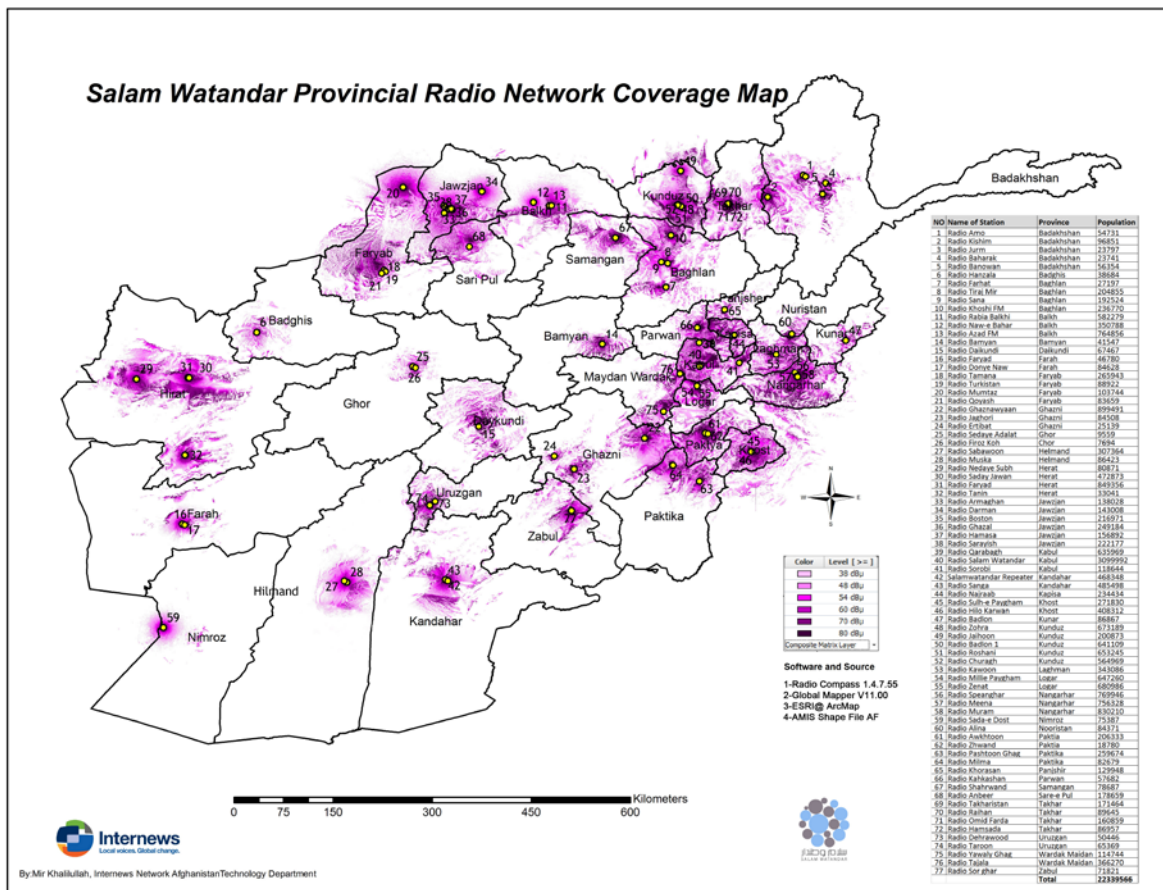 Salam Watandar Provincial Radio Network Coverage Map
Badakhshan
Jawzjan
Kunduz
Takhar
Balkh
Faryab
Sari Pul
Samangan
Baghlan
Panjsher
Nuristan
Kunar
Badghis
Bamyan
Parwan
Kapisa
Laghman
Kabul
Maydan Wardak
Nangarhar
Logar
Hirat
Ghor
Daykundi
Ghazni
Paktya
Khost
Uruzgan
Paktika
Zabul
Farah
Hilmand
Kandahar
Nimroz
N
W E
S
Color Level [ >= ]
38 dBµ
48 dBµ
54 dBµ
60 dBµ
70 dBµ
80 dBµ
Composite Matrix Layer
Software and Source
1-Radio Compass 1.4.7.55
2-Global Mapper V11.00
3-ESRI@ ArcMap
4-AMIS Shape File AF
NO Name of Station Province Population
1 Radio Amo Badakhshan 54731
2 Radio Kishim Badakhshan 96851
3 Radio Jurm Badakhshan 23797
4 Radio Baharak Badakhshan 23741
5 Radio Banowan Badakhshan 56354
6 Radio Hanzala Badghis 38684
7 Radio Farhat Baghlan 27197
8 Radio Tiraj Mir Baghlan 204855
9 Radio Sana Baghlan 192524
10 Radio Khoshi FM Baghlan 236770
11 Radio Rabia Balkhi Balkh 582279
12 Radio Naw-e Bahar Balkh 350788
13 Radio Azad FM Balkh 764856
14 Radio Bamyan Bamyan 41547
15 Radio Daikundi Daikundi 67467
16 Radio Faryad Farah 46780
17 Radio Donye Naw Farah 84628
18 Radio Tamana Faryab 265943
19 Radio Turkistan Faryab 88922
20 Radio Mumtaz Faryab 103744
21 Radio Qoyash Faryab 83659
22 Radio Ghaznawyaan Ghazni 899491
23 Radio Jaghori Ghazni 84508
24 Radio Ertibat Ghazni 25139
25 Radio Sedaye Adalat Ghor 9559
26 Radio Firoz Koh Chor 7694
27 Radio Sabawoon Helmand 307364
28 Radio Muska Helmand 86423
29 Radio Nedaye Subh Herat 80871
30 Radio Saday Jawan Herat 472873
31 Radio Faryad Herat 849356
32 Radio Tanin Herat 33041
33 Radio Armaghan Jawzjan 138028
34 Radio Darman Jawzjan 143008
35 Radio Boston Jawzjan 216971
36 Radio Ghazal Jawzjan 249184
37 Radio Hamasa Jawzjan 156892
38 Radio Sarayish Jawzjan 222177
39 Radio Qarabagh Kabul 635969
40 Radio Salam Watandar Kabul 3099992
41 Radio Sorobi Kabul 118644
42 Salamwatandar Repeater Kandahar 468348
43 Radio Sanga Kandahar 485498
44 Radio Najraab Kapisa 234434
45 Radio Sulh-e Paygham Khost 271830
46 Radio Hilo Karwan Khost 408312
47 Radio Badlon Kunar 86867
48 Radio Zohra Kunduz 673189
49 Radio Jaihoon Kunduz 200873
50 Radio Badlon 1 Kunduz 641109
51 Radio Roshani Kunduz 653245
52 Radio Churagh Kunduz 564969
53 Radio Kawoon Laghman 343086
54 Radio Millie Paygham Logar 647260
55 Radio Zenat Logar 680986
56 Radio Speanghar Nangarhar 769946
57 Radio Meena Nangarhar 756328
58 Radio Muram Nangarhar 830210
59 Radio Sada-e Dost Nimroz 75387
60 Radio Alina Nooristan 84371
61 Radio Awkhtoon Paktia 206333
62 Radio Zhwand Paktia 18780
63 Radio Pashtoon Ghag Paktika 259674
64 Radio Milma Paktika 82679
65 Radio Khorasan Panjshir 129948
66 Radio Kahkashan Parwan 57682
67 Radio Shahrwand Samangan 78687
68 Radio Anbeer Sare-e Pul 178659
69 Radio Takharistan Takhar 171464
70 Radio Raihan Takhar 89645
71 Radio Omid Farda Takhar 160859
72 Radio Hamsada Takhar 86957
73 Radio Dehrawood Uruzgan 50446
74 Radio Taroon Uruzgan 65369
75 Radio Yawaly Ghag Wardak Maidan 114744
76 Radio Tajala Wardak Maidan 366270
77 Radio Sor ghar Zabul 71821
Total 22339566
Kilometers
0 75 150 300 450 600
Internews
Local voices. Global change.
SALAM WATANDAR
By:Mir Khalilullah, Internews Network AfghanistanTechnology Department